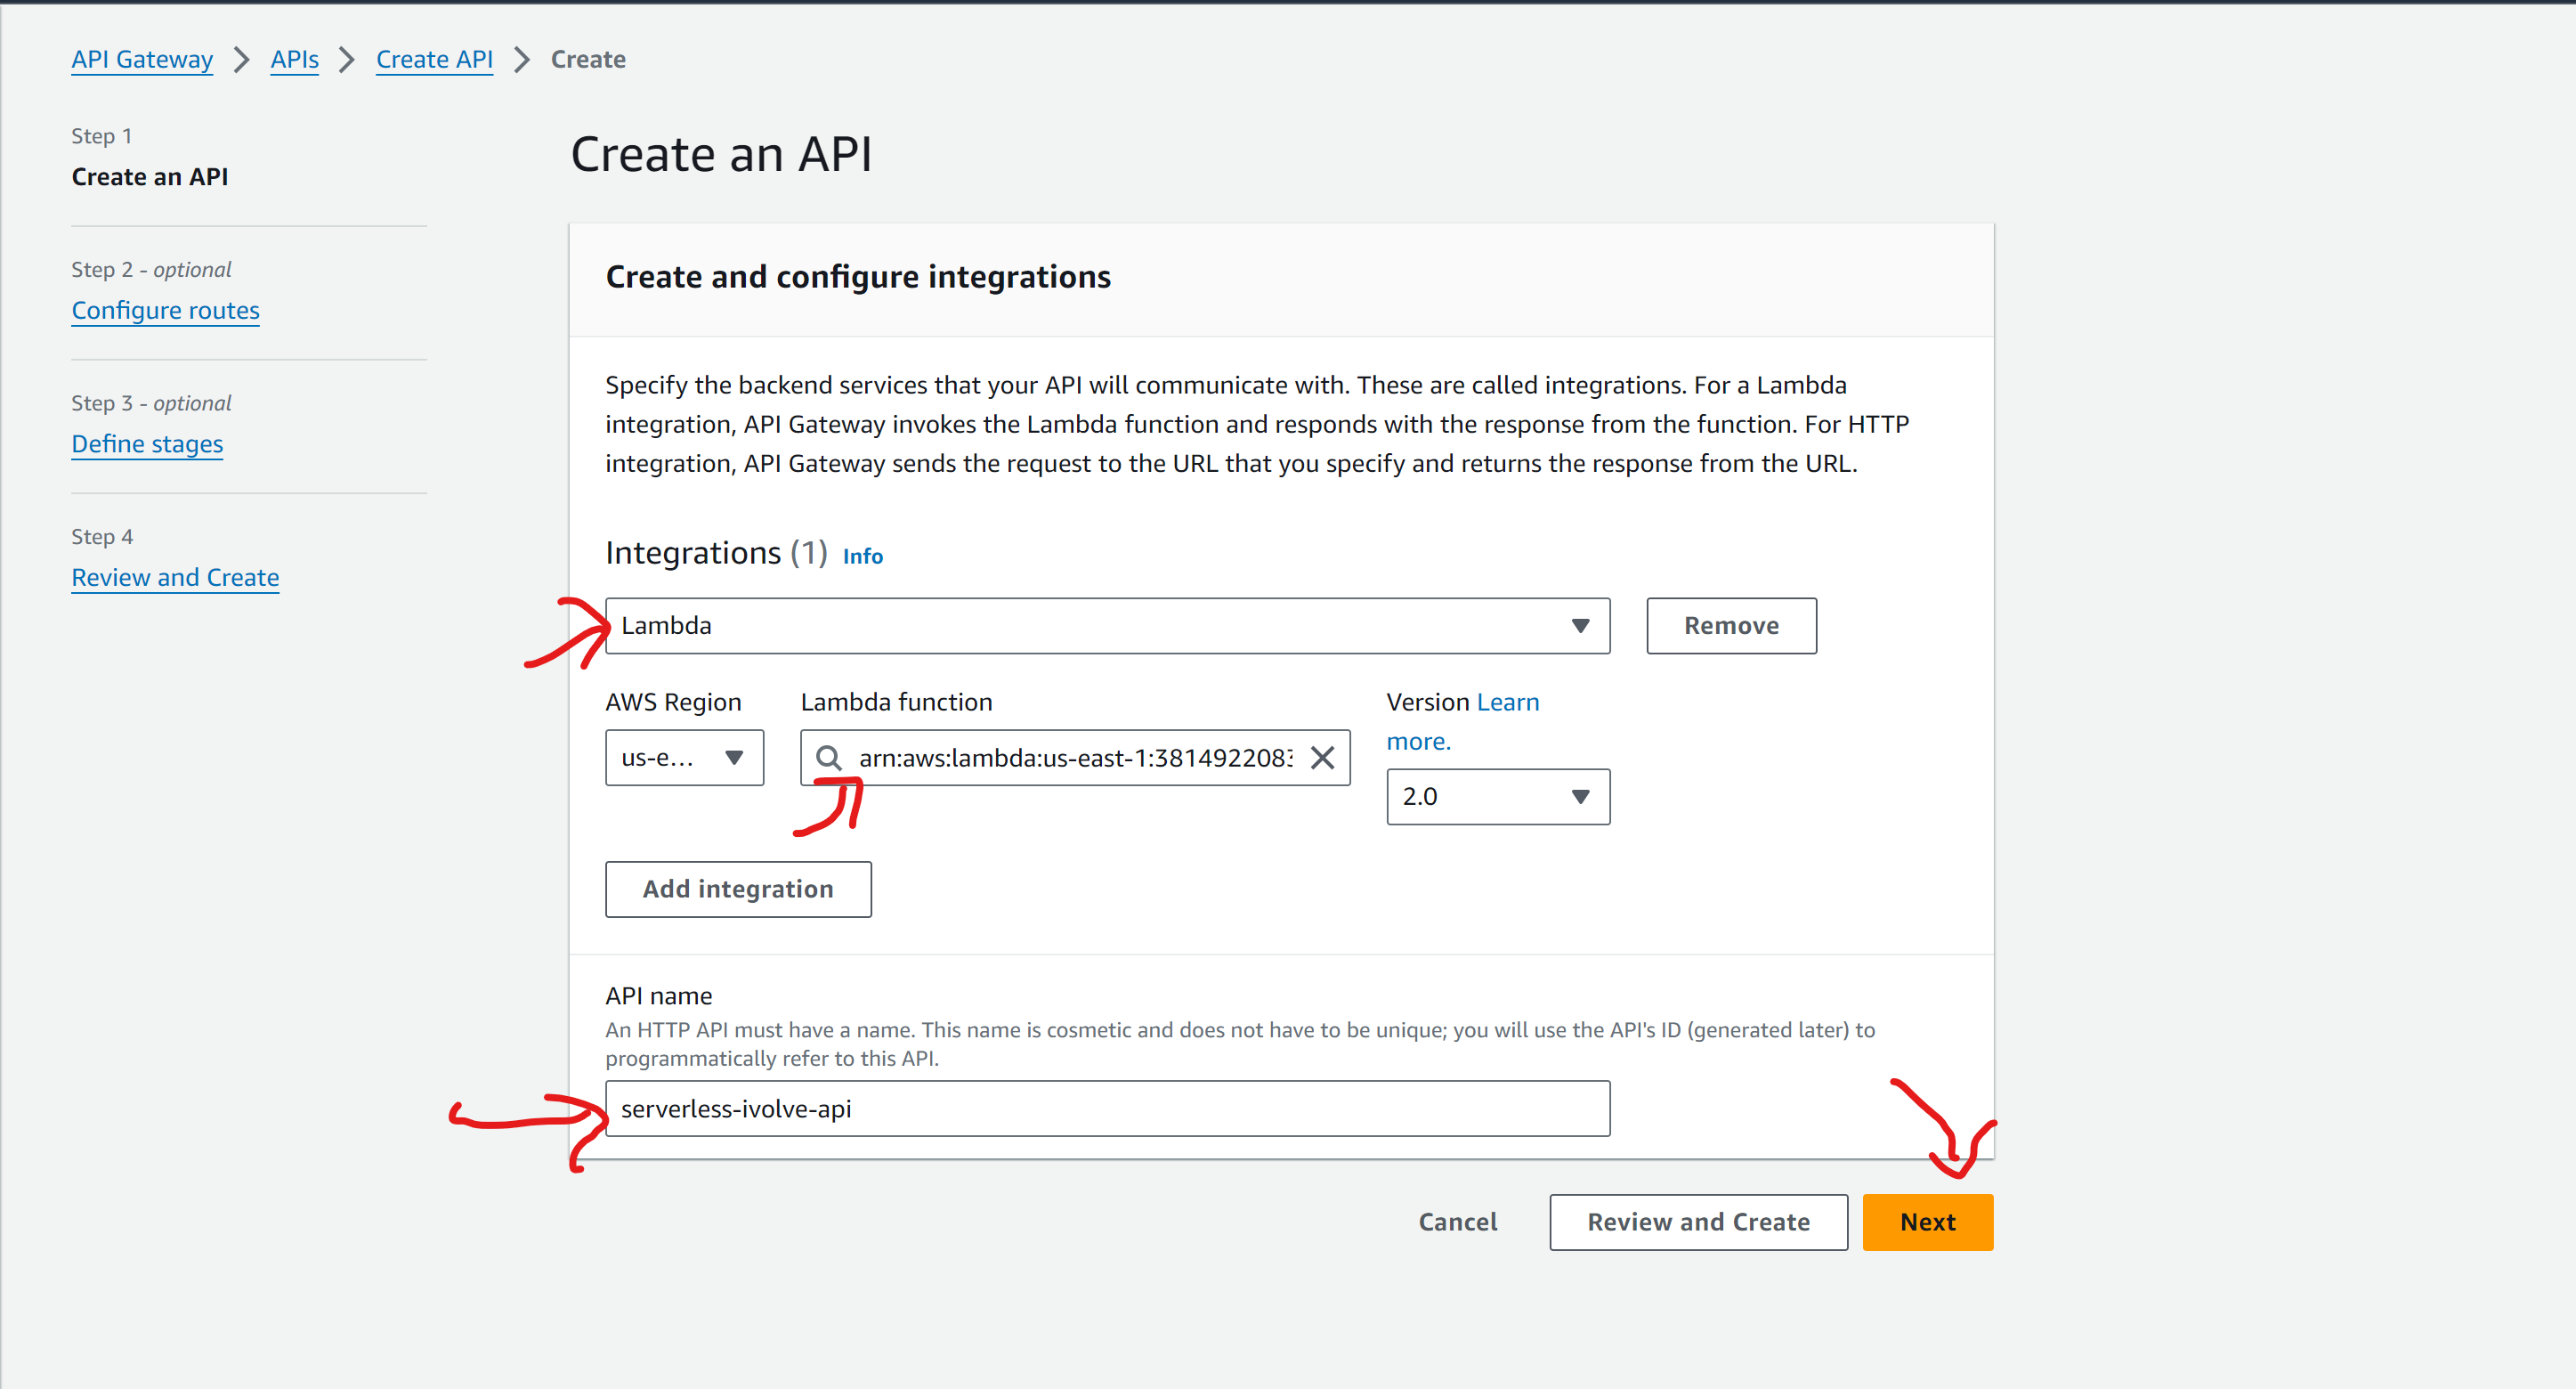 API Gateway > APIs > Create API > Create
Step 1
Create an API
Step 2 - optional
Configure routes
Step 3 - optional
Define stages
Step 4
Review and Create
Create an API
Create and configure integrations
Specify the backend services that your API will communicate with. These are called integrations. For a Lambda
integration, API Gateway invokes the Lambda function and responds with the response from the function. For HTTP
integration, API Gateway sends the request to the URL that you specify and returns the response from the URL.
Integrations (1) Info
Lambda
Remove
AWS Region
us-e...
Lambda function
arn:aws:lambda:us-east-1:381492208
Version Learn
more.
2.0
Add integration
API name
An HTTP API must have a name. This name is cosmetic and does not have to be unique; you will use the API's ID (generated later) to
programmatically refer to this API.
serverless-ivolve-api
Cancel
Review and Create
Next